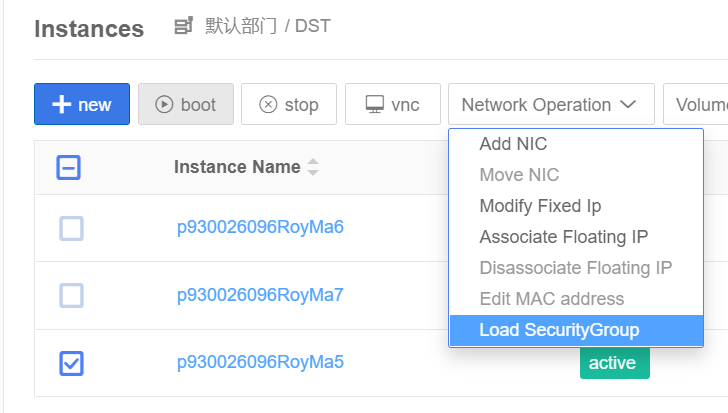 Instances 默认部门 / DST
new boot stop vnc Network Operation Volume
Instance Name
Add NIC
Move NIC
Modify Fixed Ip
p930026096RoyMa6
Associate Floating IP
Disassociate Floating IP
p930026096RoyMa7
Edit MAC address
Load SecurityGroup
p930026096RoyMa5 active